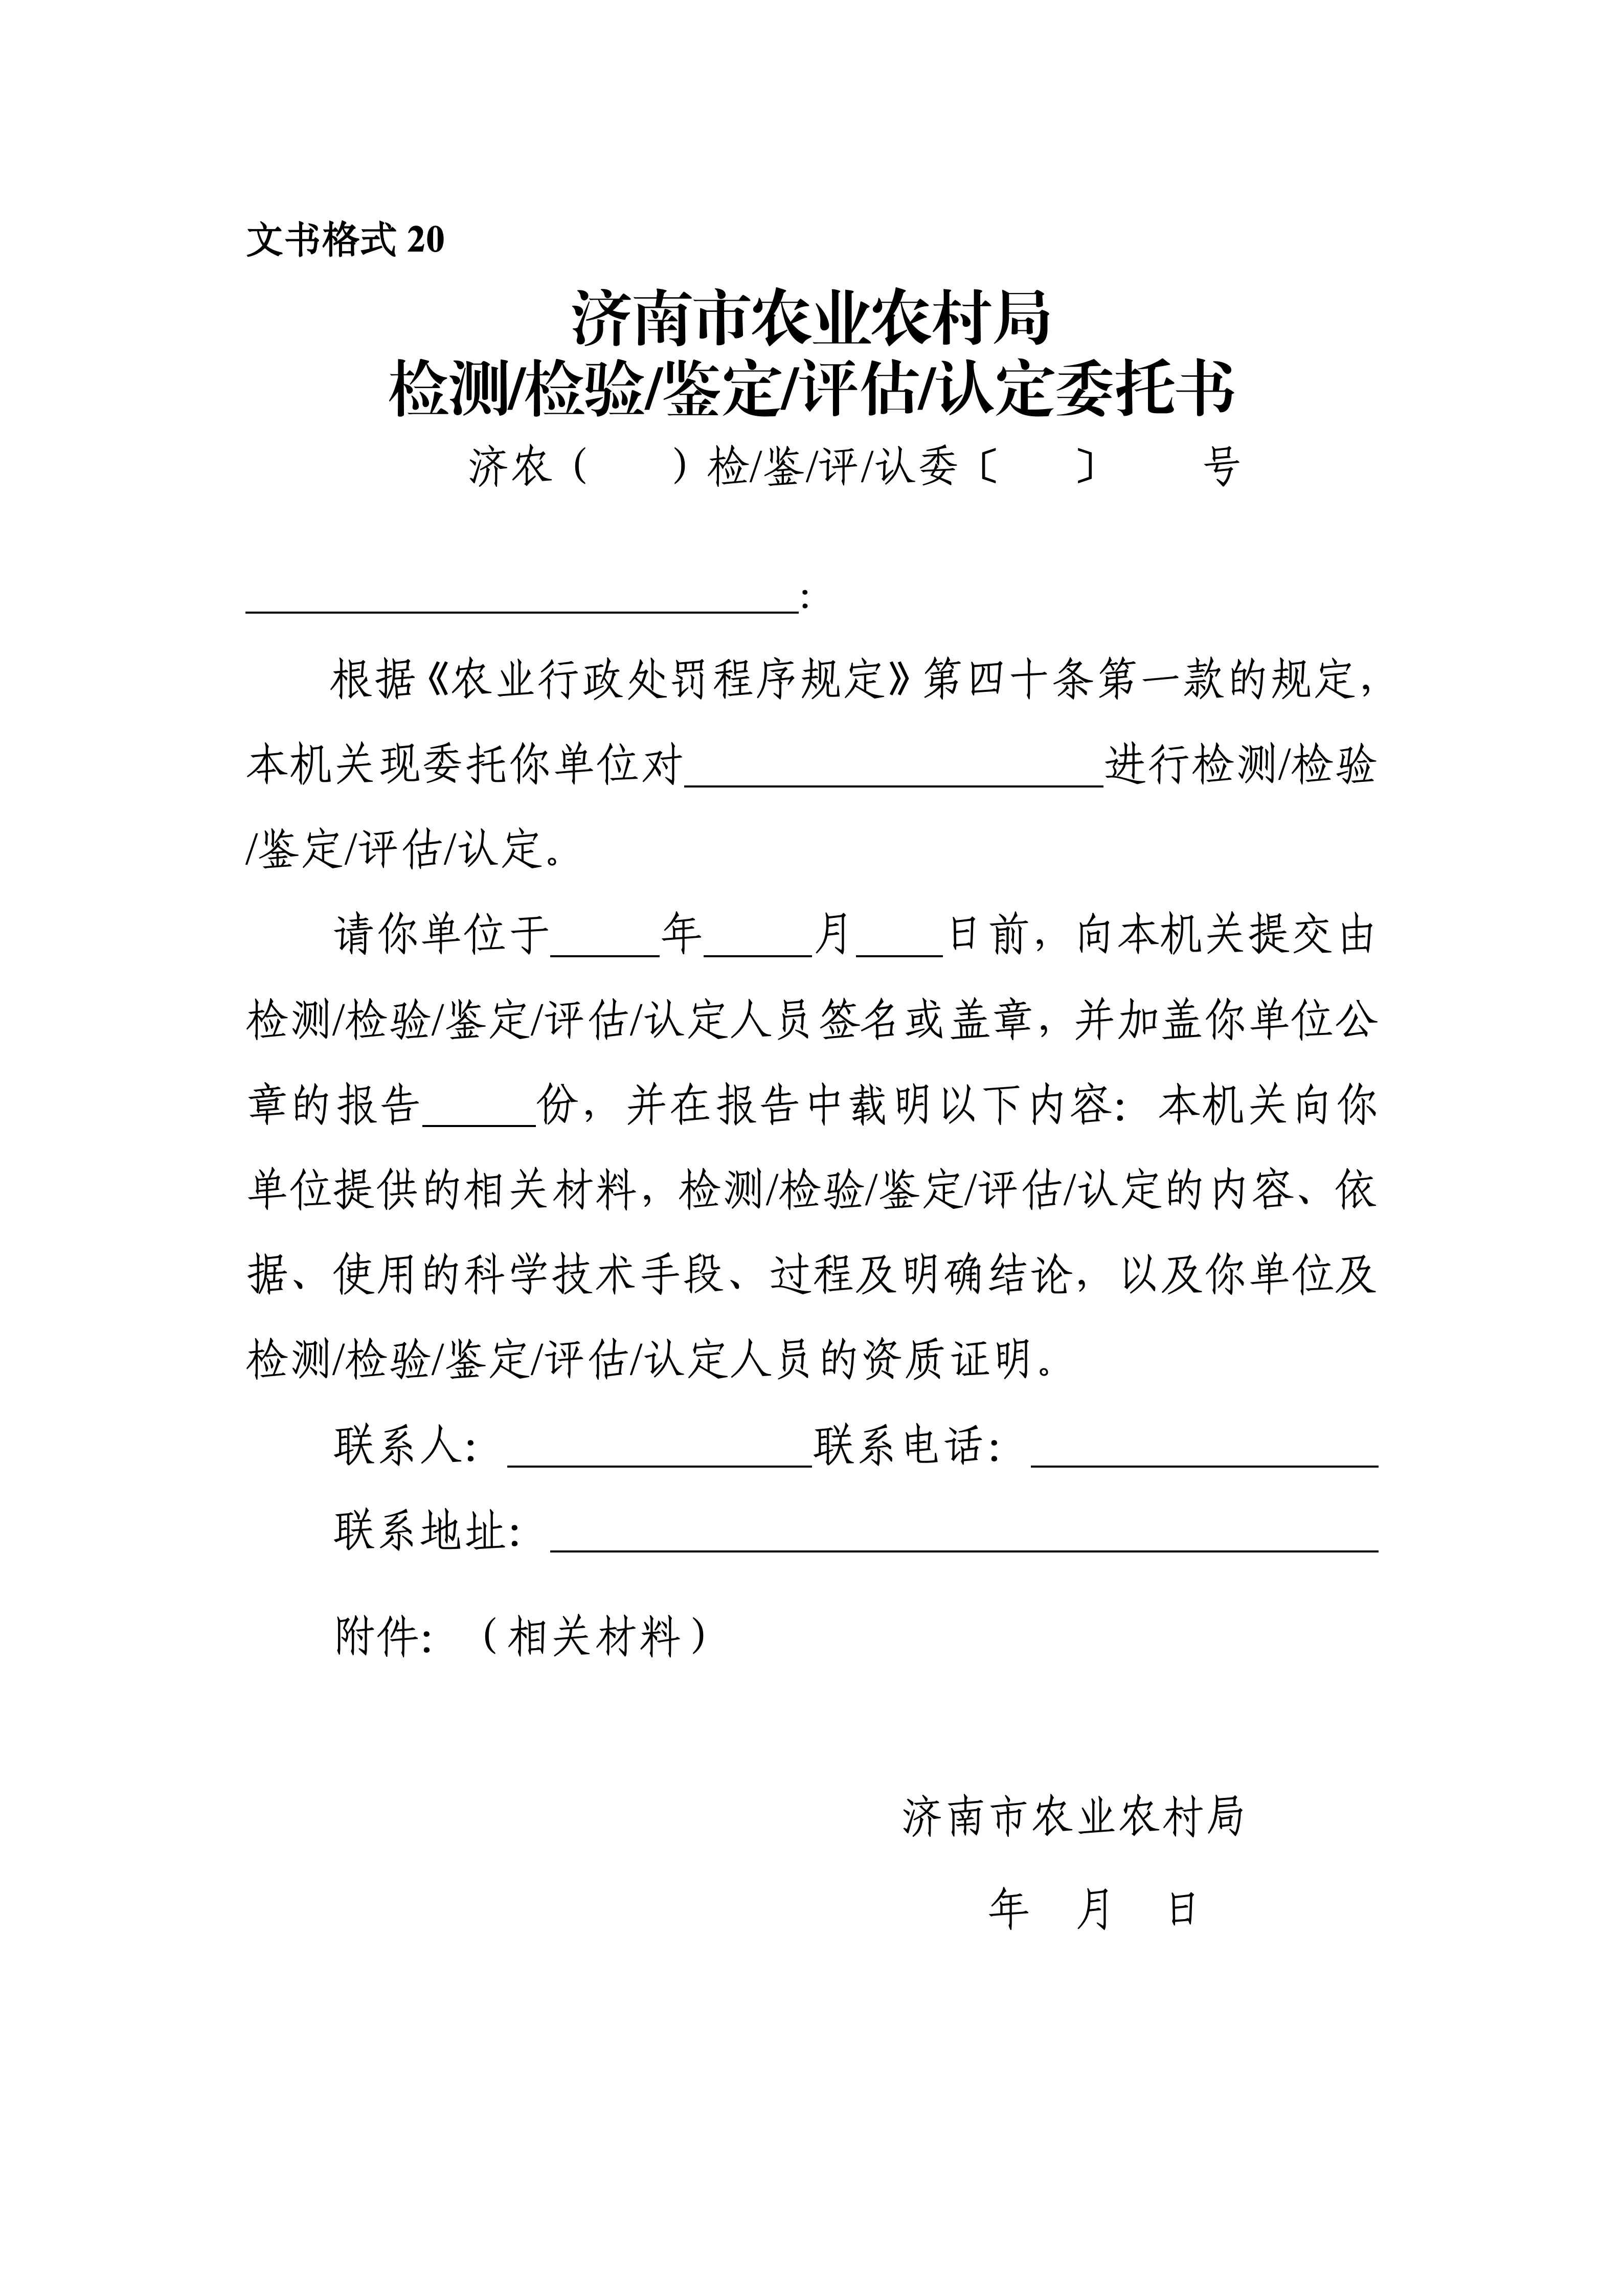 文书格式 20
济南市农业农村局
检测/检验/鉴定/评估/认定委托书
济农（　　）检/鉴/评/认委〔　　〕　　号
__________________________：
根据《农业行政处罚程序规定》第四十条第一款的规定，
本机关现委托你单位对____________________进行检测/检验
/鉴定/评估/认定。
请你单位于_____年_____月____日前，向本机关提交由
检测/检验/鉴定/评估/认定人员签名或盖章，并加盖你单位公
章的报告_____份，并在报告中载明以下内容：本机关向你
单位提供的相关材料，检测/检验/鉴定/评估/认定的内容、依
据、使用的科学技术手段、过程及明确结论，以及你单位及
检测/检验/鉴定/评估/认定人员的资质证明。
联系人：______________联系电话：________________
联系地址：______________________________________
附件：（相关材料）
济南市农业农村局
年　月　日